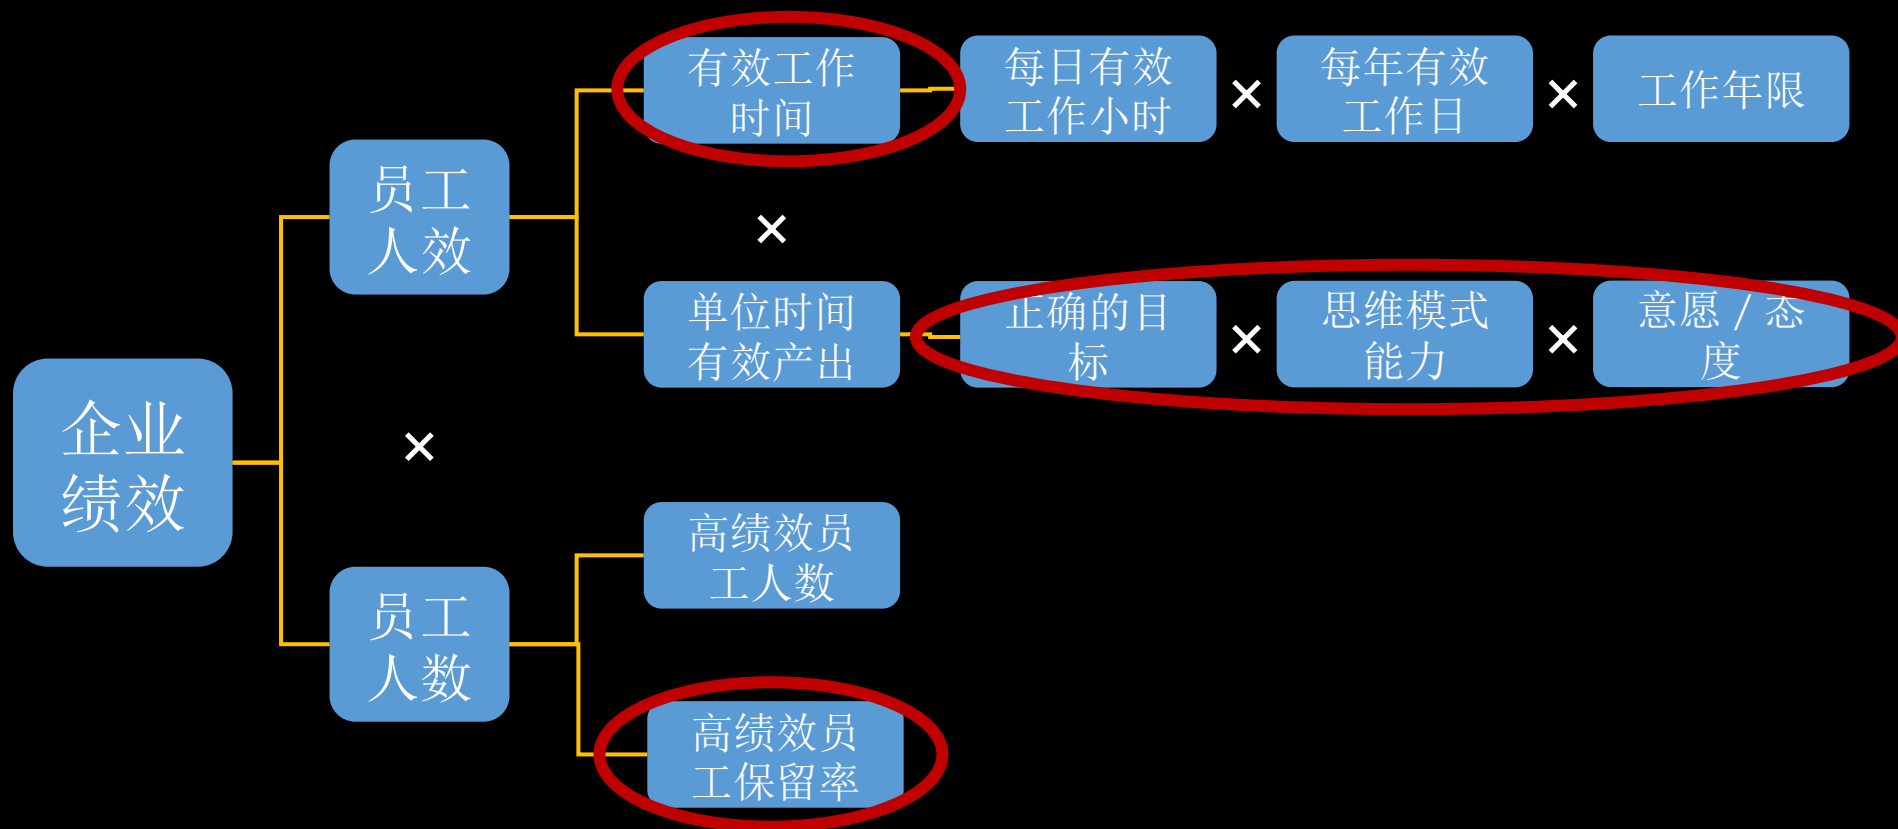 有效工作
时间
每日有效
工作小时
×
每年有效
工作日
×
工作年限
员工
人效
×
单位时间
有效产出
正确的目
标
×
思维模式
能力
×
意愿/态
度
企业
绩效
×
高绩效员
工人数
员工
人数
高绩效员
工保留率